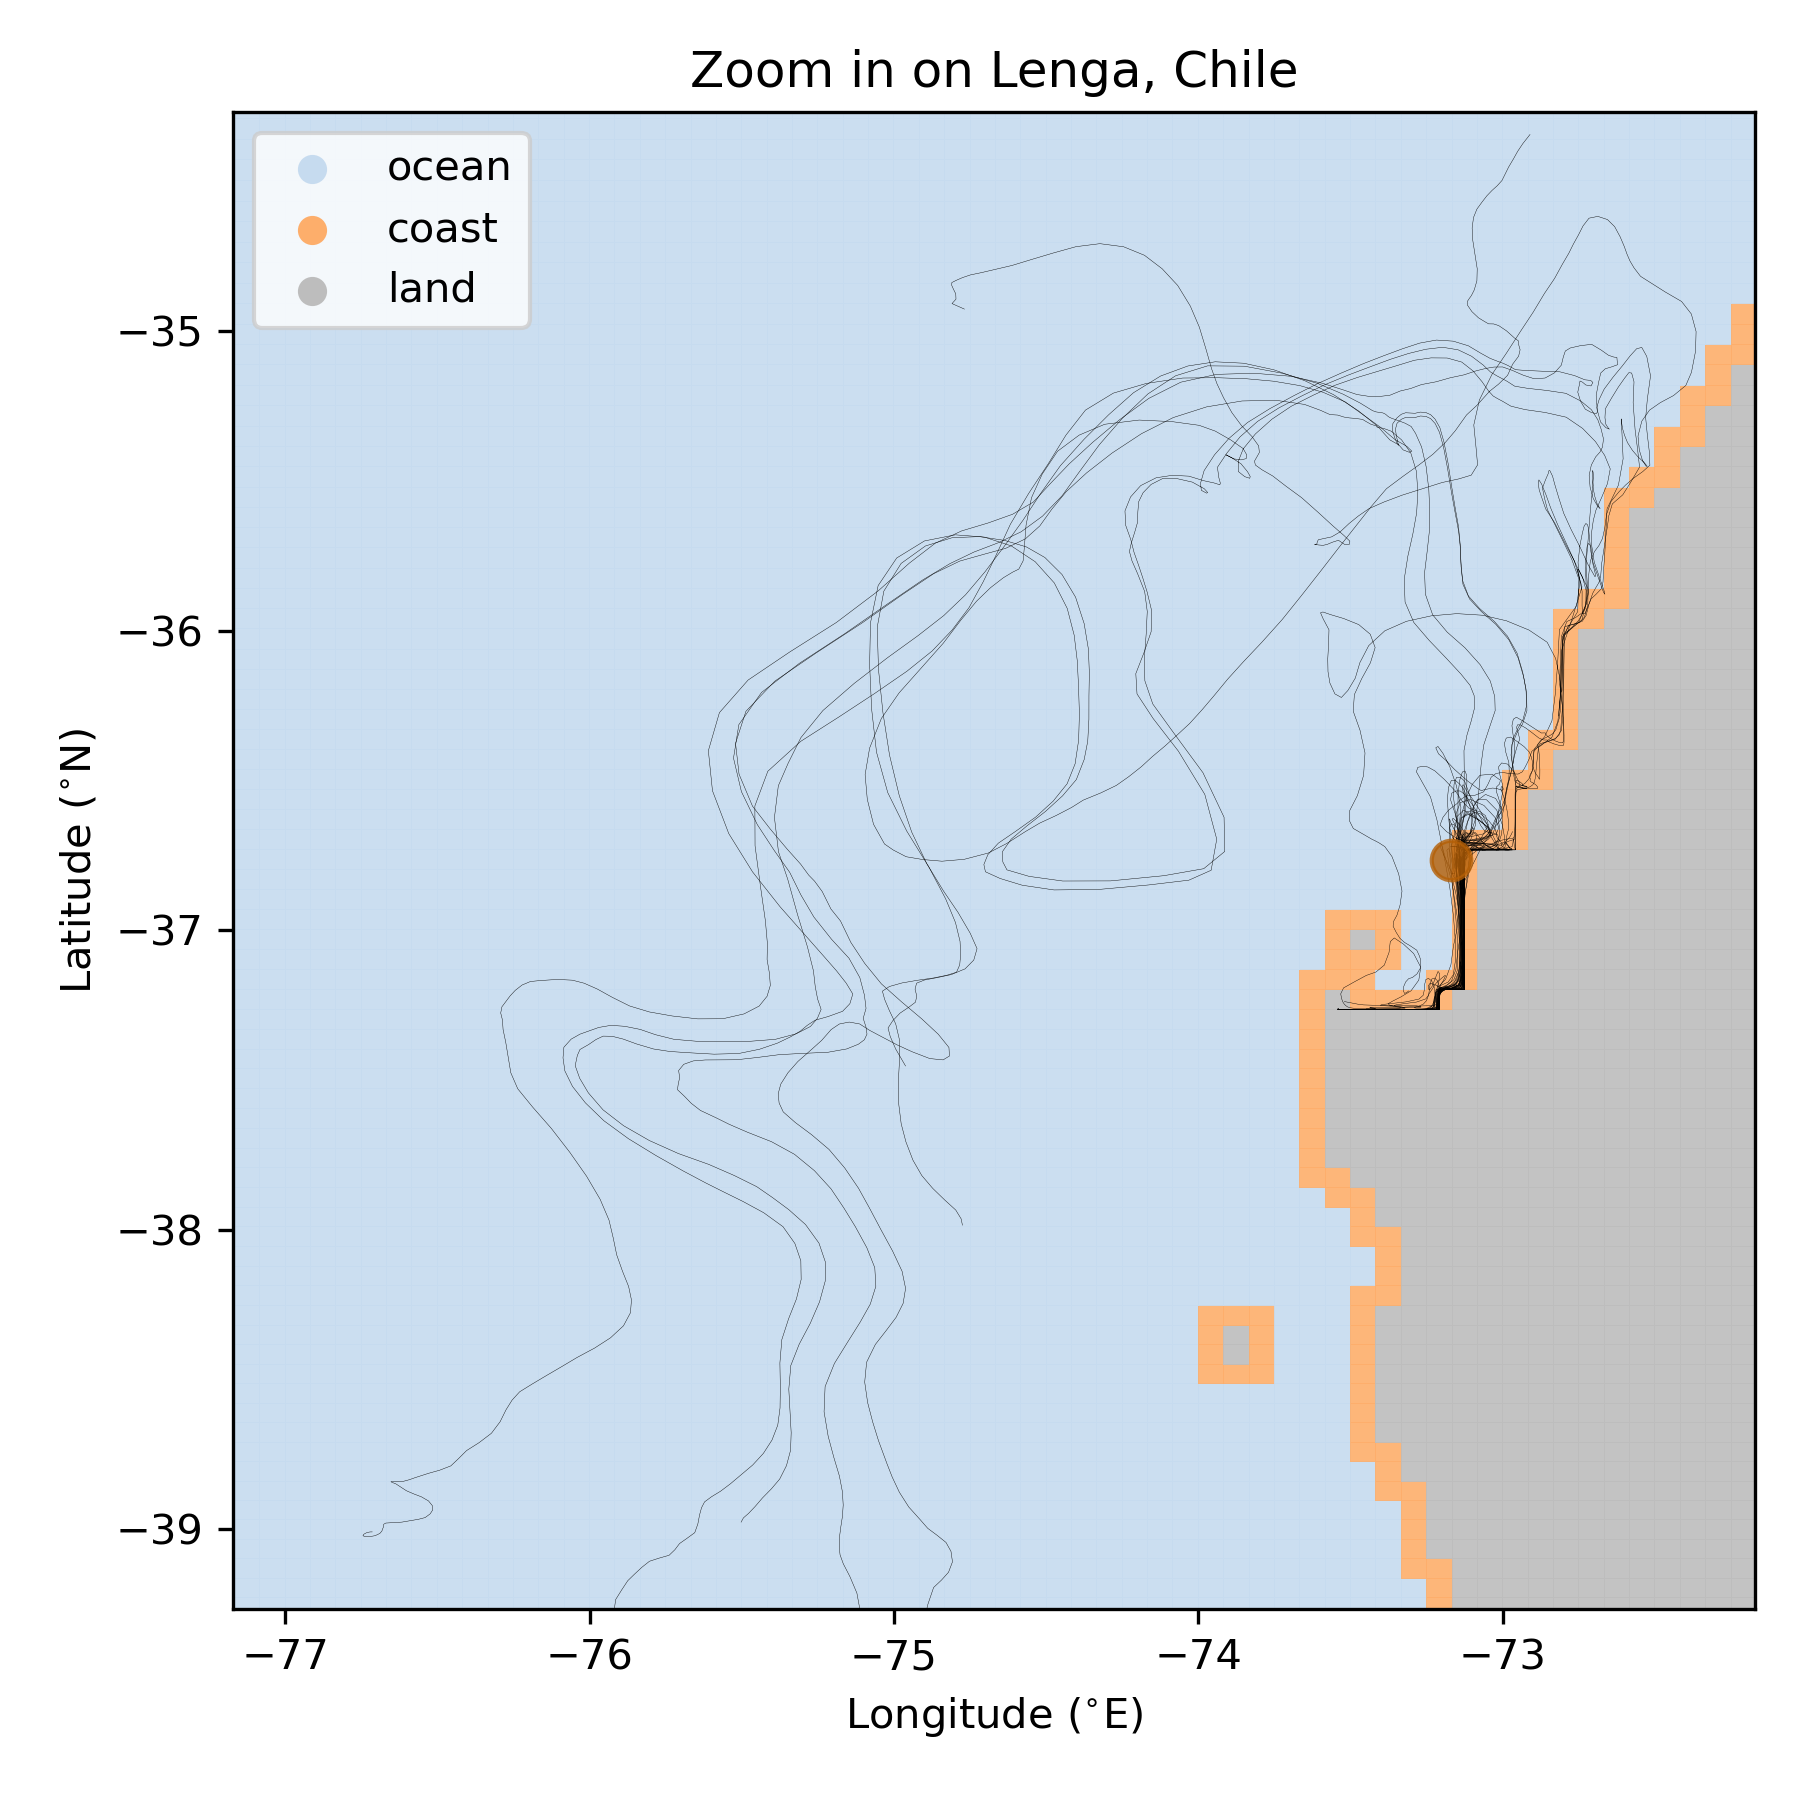 Zoom in on Lenga, Chile
ocean
coast
land
−35
−36
−37
−38
−39
Latitude (°N)
−77
−76
−75
−74
−73
Longitude (°E)